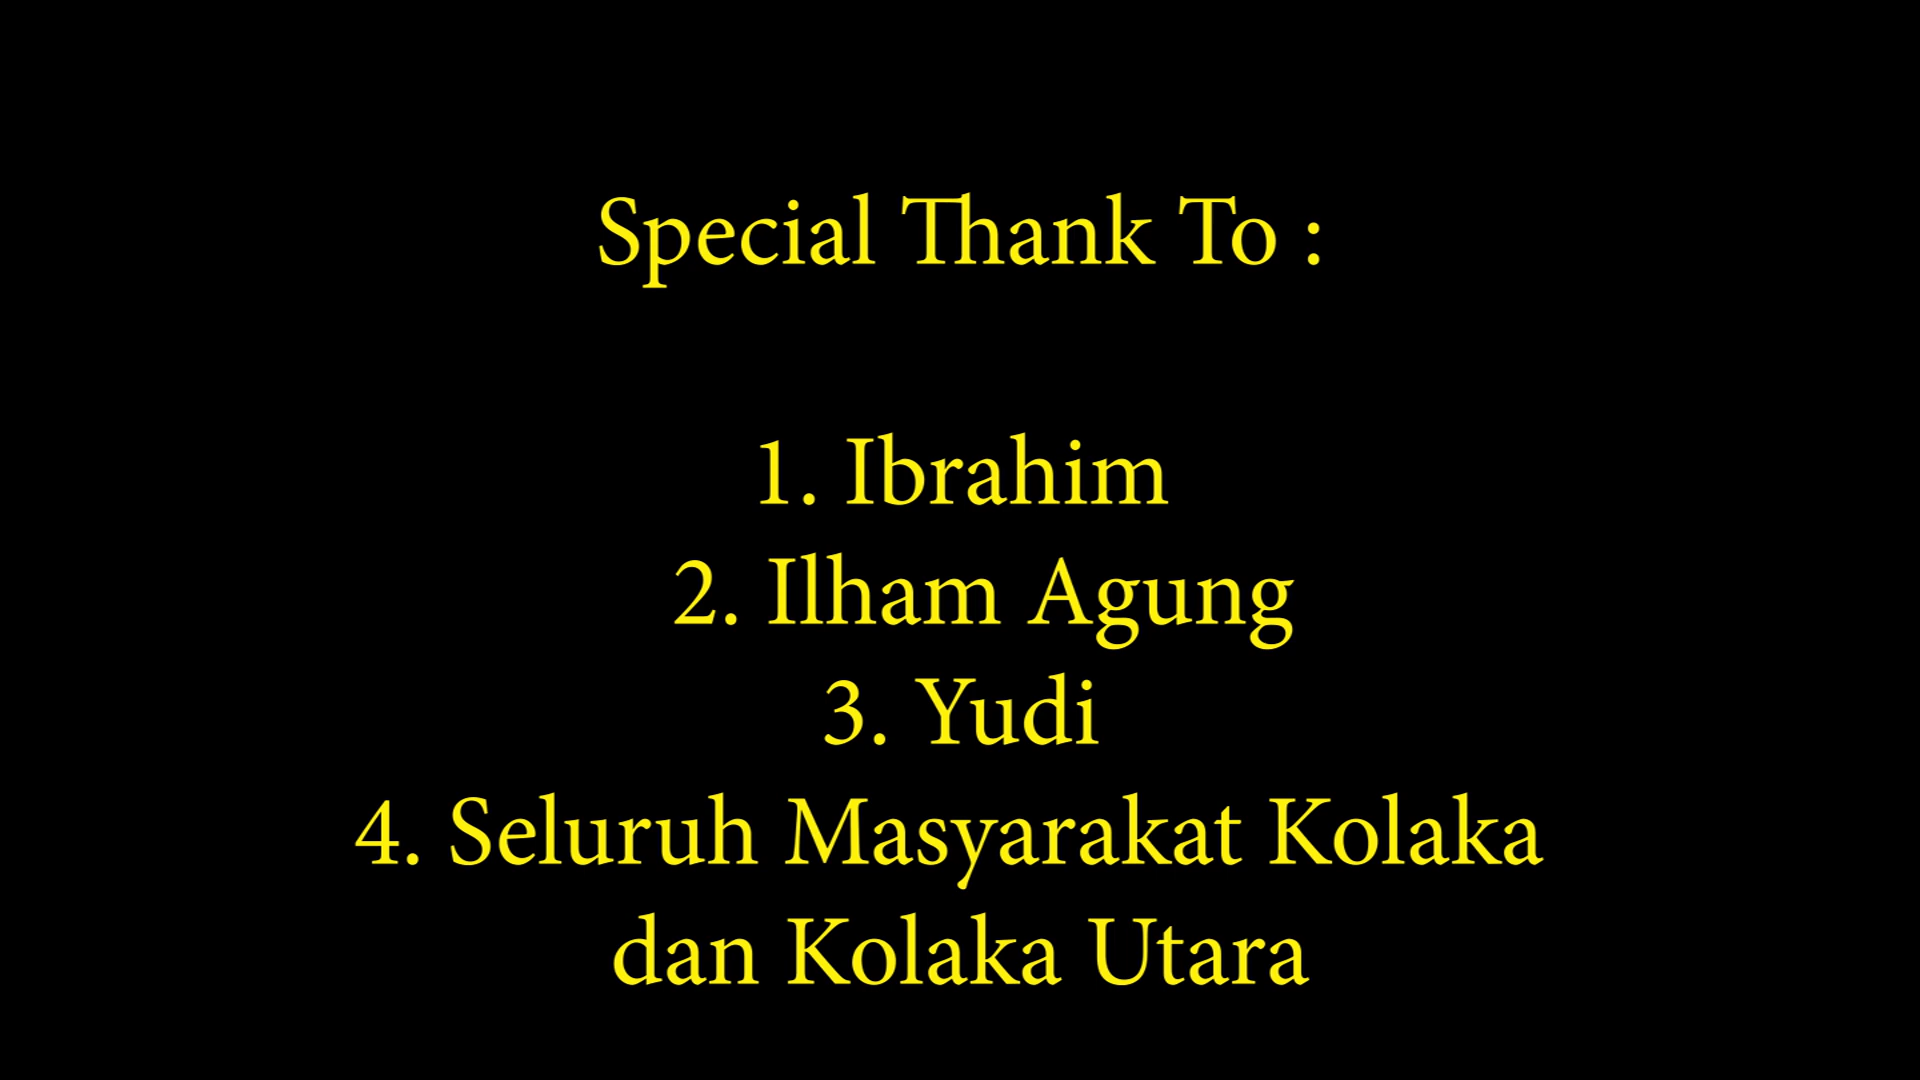 Special Thank To :
1. Ibrahim
2. Ilham Agung
3. Yudi
4. Seluruh Masyarakat Kolaka
dan Kolaka Utara